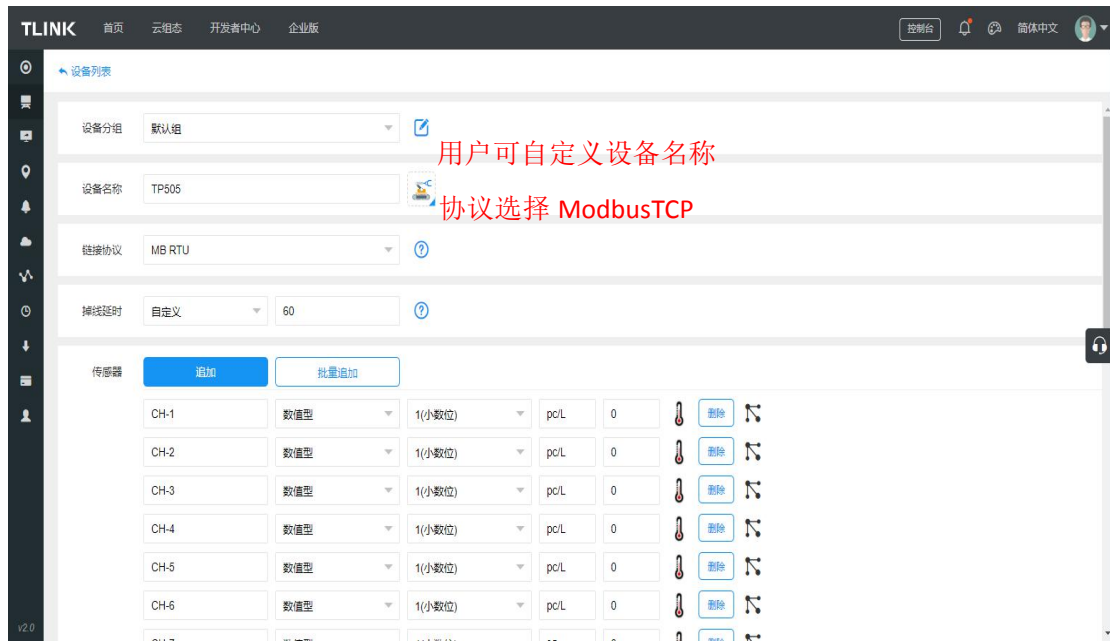 TLINK 首页 云组态 开发者中心 企业版 控制台 简体中文
设备列表
设备分组 默认组
用户可自定义设备名称
设备名称 TP505
协议选择 ModbusTCP
链接协议 MB RTU
掉线延时 自定义 60
传感器 追加 批量追加
CH-1 数值型 1(小数位) pc/L 0 删除
CH-2 数值型 1(小数位) pc/L 0 删除
CH-3 数值型 1(小数位) pc/L 0 删除
CH-4 数值型 1(小数位) pc/L 0 删除
CH-5 数值型 1(小数位) pc/L 0 删除
CH-6 数值型 1(小数位) pc/L 0 删除
v2.0